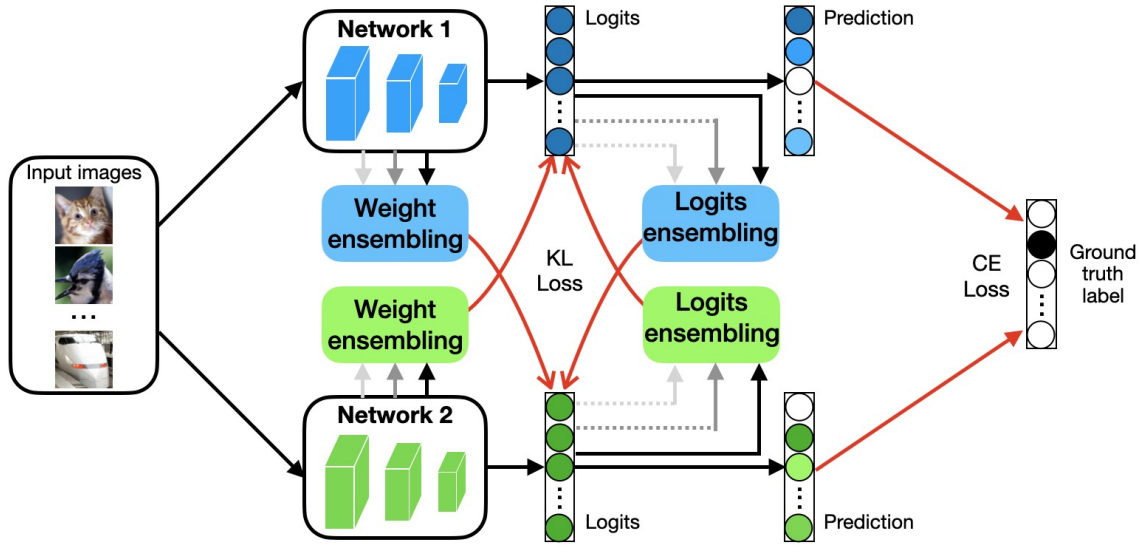 Network 1
Logits
Prediction
Input images
Weight
ensembling
Logits
ensembling
KL
Loss
CE
Loss
Ground
truth
label
Weight
ensembling
Logits
ensembling
Network 2
Logits
Prediction